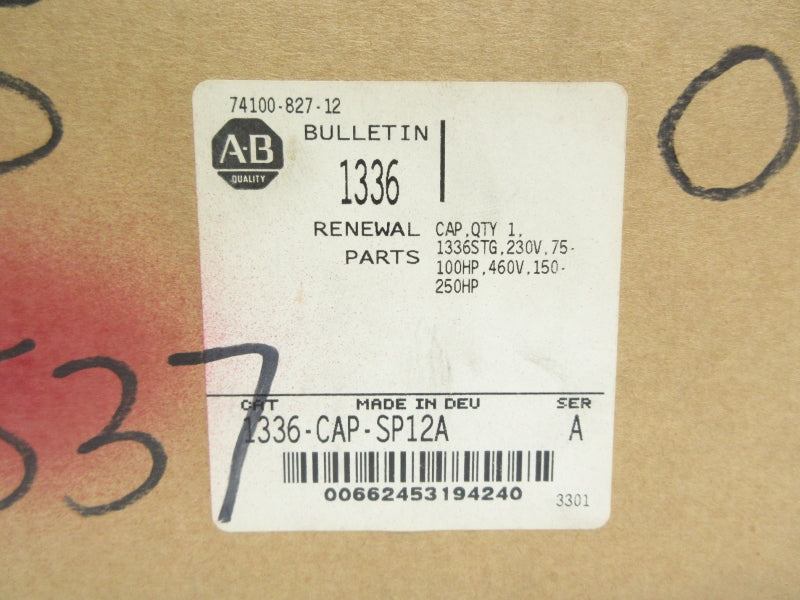 74100-827-12
A-B
QUALITY
BULLETIN
1336
RENEWAL
PARTS
CAP,QTY 1,
1336STG,230V,75-
100HP,460V,150-
250HP
CAT MADE IN DEU SER
1336-CAP-SP12A A
00662453194240
3301
537
0